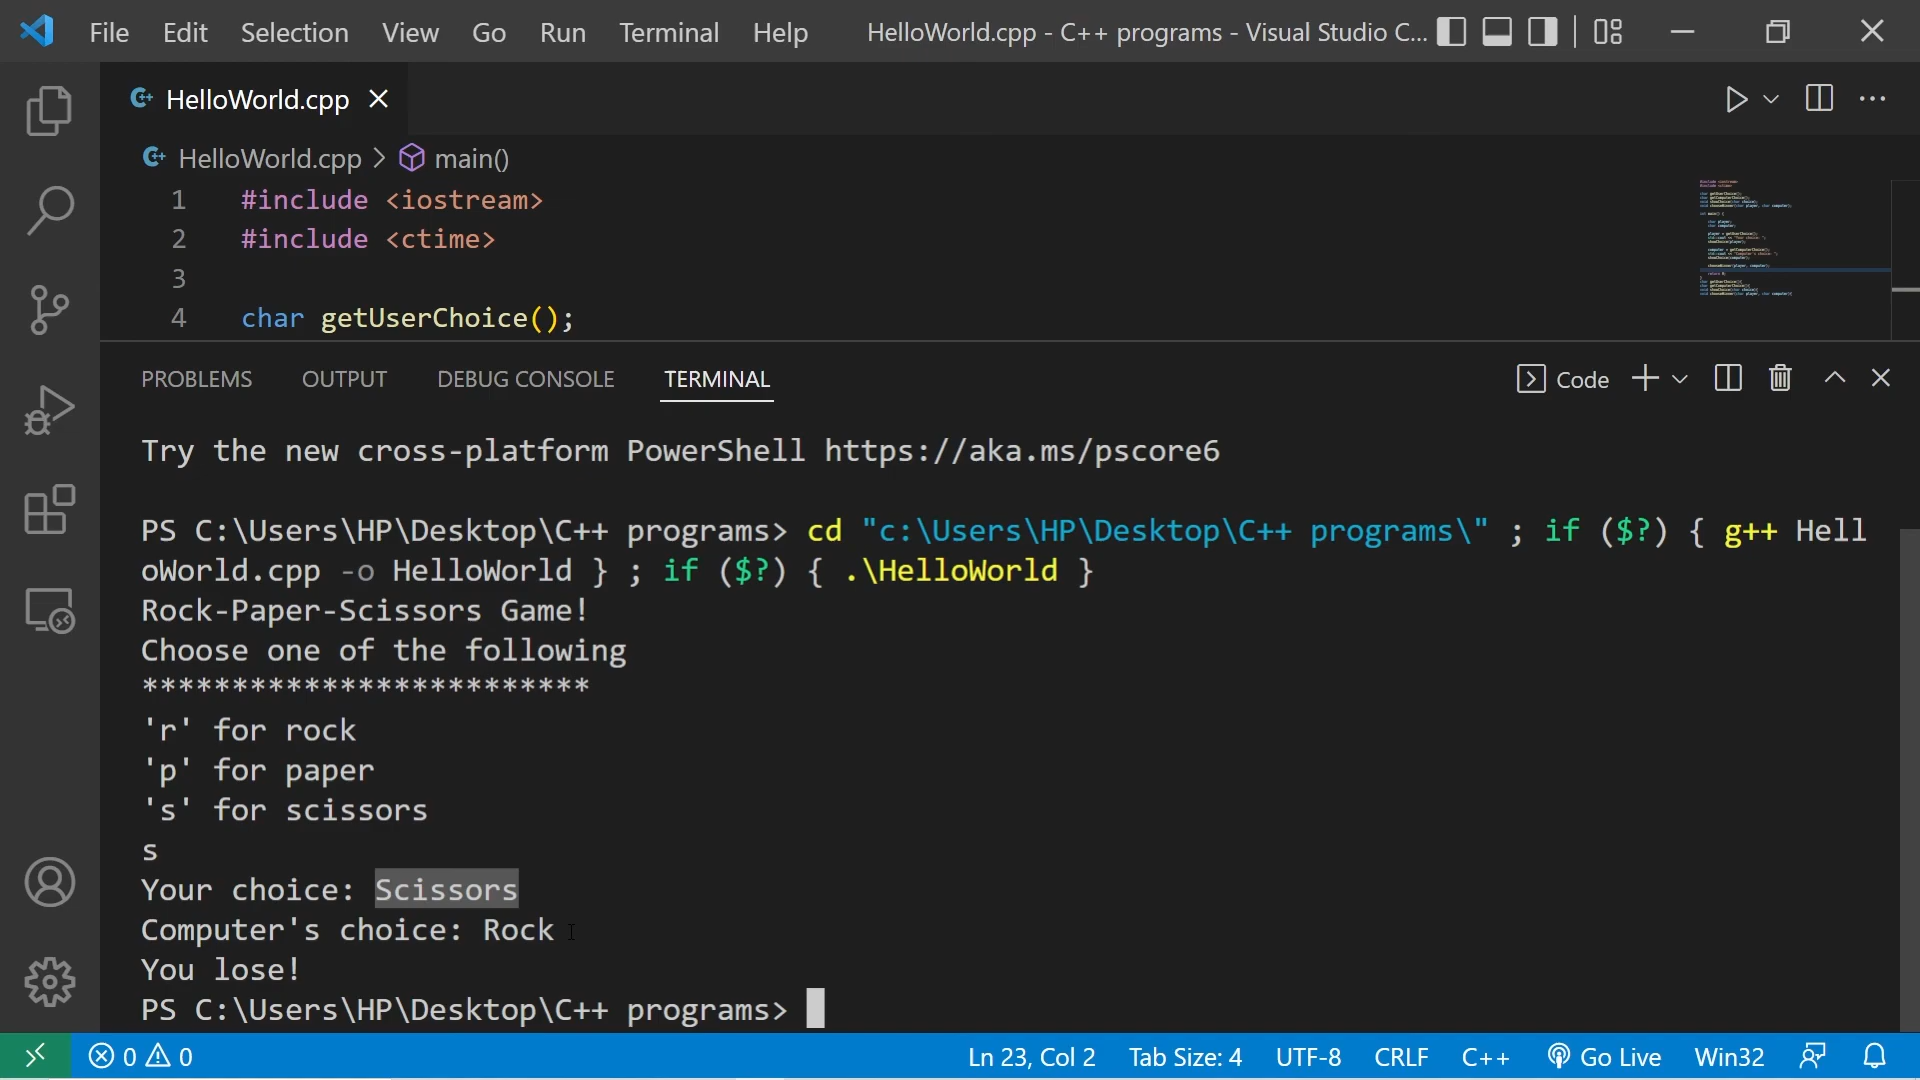 File Edit Selection View Go Run Terminal Help HelloWorld.cpp - C++ programs - Visual Studio C...
HelloWorld.cpp
HelloWorld.cpp > main()
1 #include <iostream>
2 #include <ctime>
3
4 char getUserChoice();
PROBLEMS OUTPUT DEBUG CONSOLE TERMINAL Code
Try the new cross-platform PowerShell https://aka.ms/pscore6
PS C:\Users\HP\Desktop\C++ programs> cd "c:\Users\HP\Desktop\C++ programs\" ; if ($?) { g++ Hell
oWorld.cpp -o HelloWorld } ; if ($?) { .\HelloWorld }
Rock-Paper-Scissors Game!
Choose one of the following
*************************
'r' for rock
'p' for paper
's' for scissors
s
Your choice: Scissors
Computer's choice: Rock
You lose!
PS C:\Users\HP\Desktop\C++ programs>
0 0 Ln 23, Col 2 Tab Size: 4 UTF-8 CRLF C++ Go Live Win32